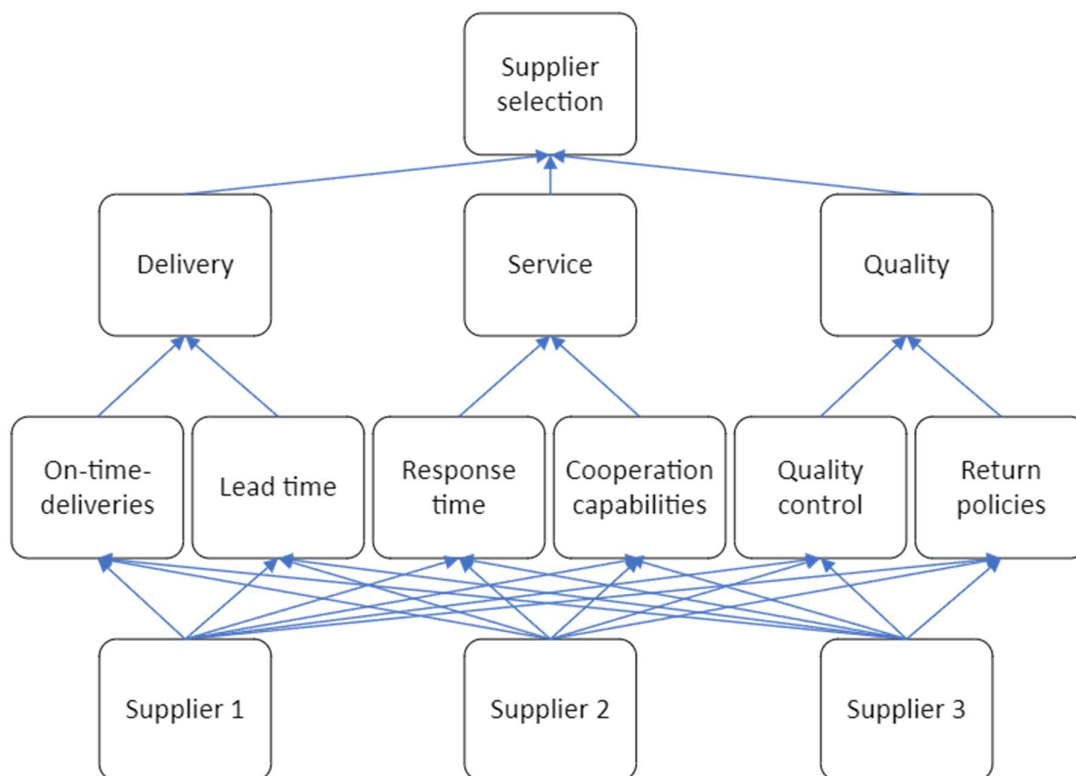 Supplier
selection
Delivery
Service
Quality
On-time-
deliveries
Lead time
Response
time
Cooperation
capabilities
Quality
control
Return
policies
Supplier 1
Supplier 2
Supplier 3